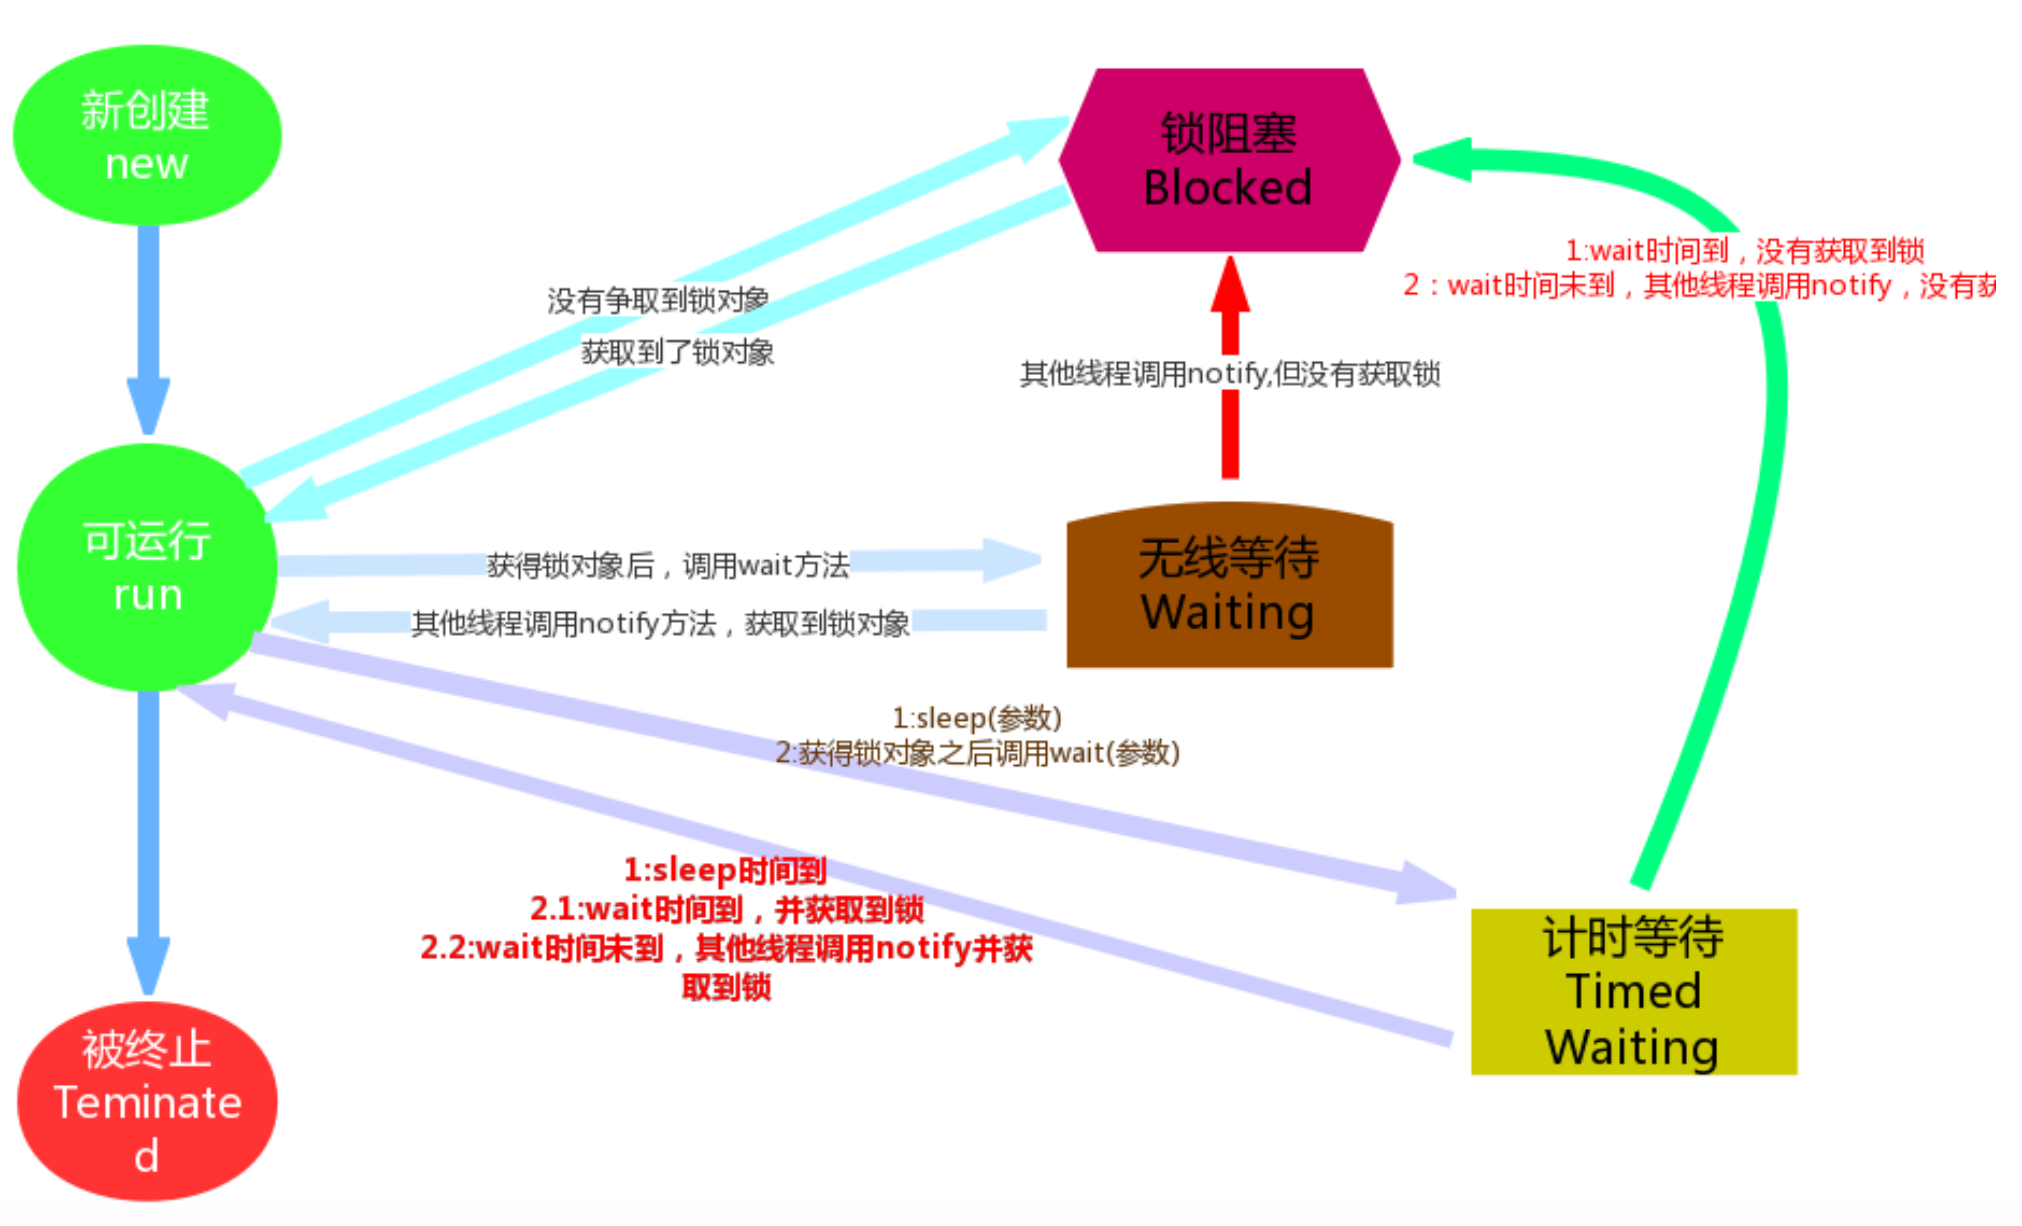 新创建
new
锁阻塞
Blocked
1:wait时间到，没有获取到锁
2：wait时间未到，其他线程调用notify，没有
没有争取到锁对象
获取到了锁对象
其他线程调用notify,但没有获取锁
可运行
run
获得锁对象后，调用wait方法
其他线程调用notify方法，获取到锁对象
无线等待
Waiting
1:sleep(参数)
2:获得锁对象之后调用wait(参数)
1:sleep时间到
2.1:wait时间到，并获取到锁
2.2:wait时间未到，其他线程调用notify并获
取到锁
计时等待
Timed
Waiting
被终止
Teminate
d